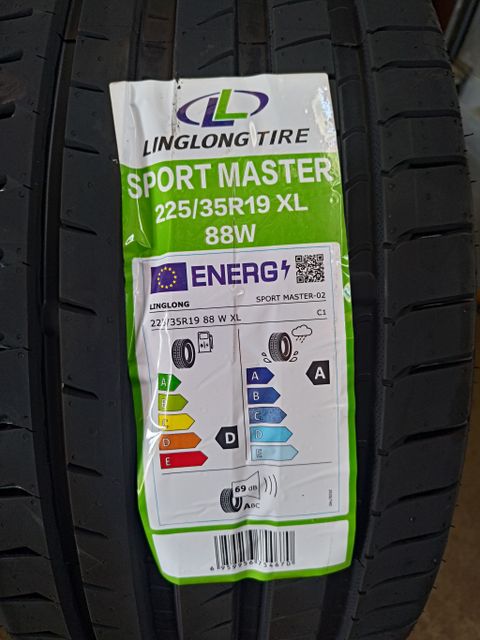 LINGLONG TIRE
SPORT MASTER
225/35R19 XL
88W
ENERG
LINGLONG SPORT MASTER-02
225/35R19 88 W XL C1
A A A
B B
C C
D D D
E E
69 dB
ABC